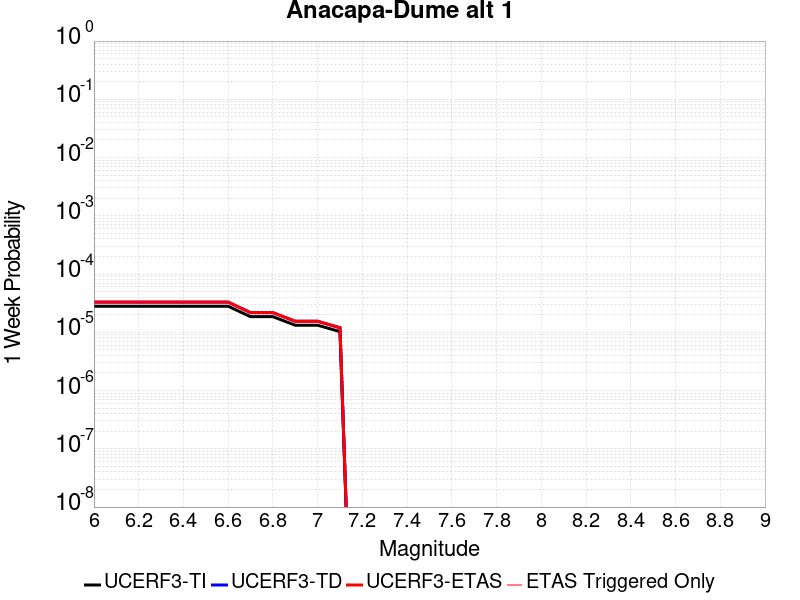 Anacapa-Dume alt 1
1 Week Probability
10^0
10^-1
10^-2
10^-3
10^-4
10^-5
10^-6
10^-7
10^-8
6 6.2 6.4 6.6 6.8 7 7.2 7.4 7.6 7.8 8 8.2 8.4 8.6 8.8 9
Magnitude
UCERF3-TI UCERF3-TD UCERF3-ETAS ETAS Triggered Only